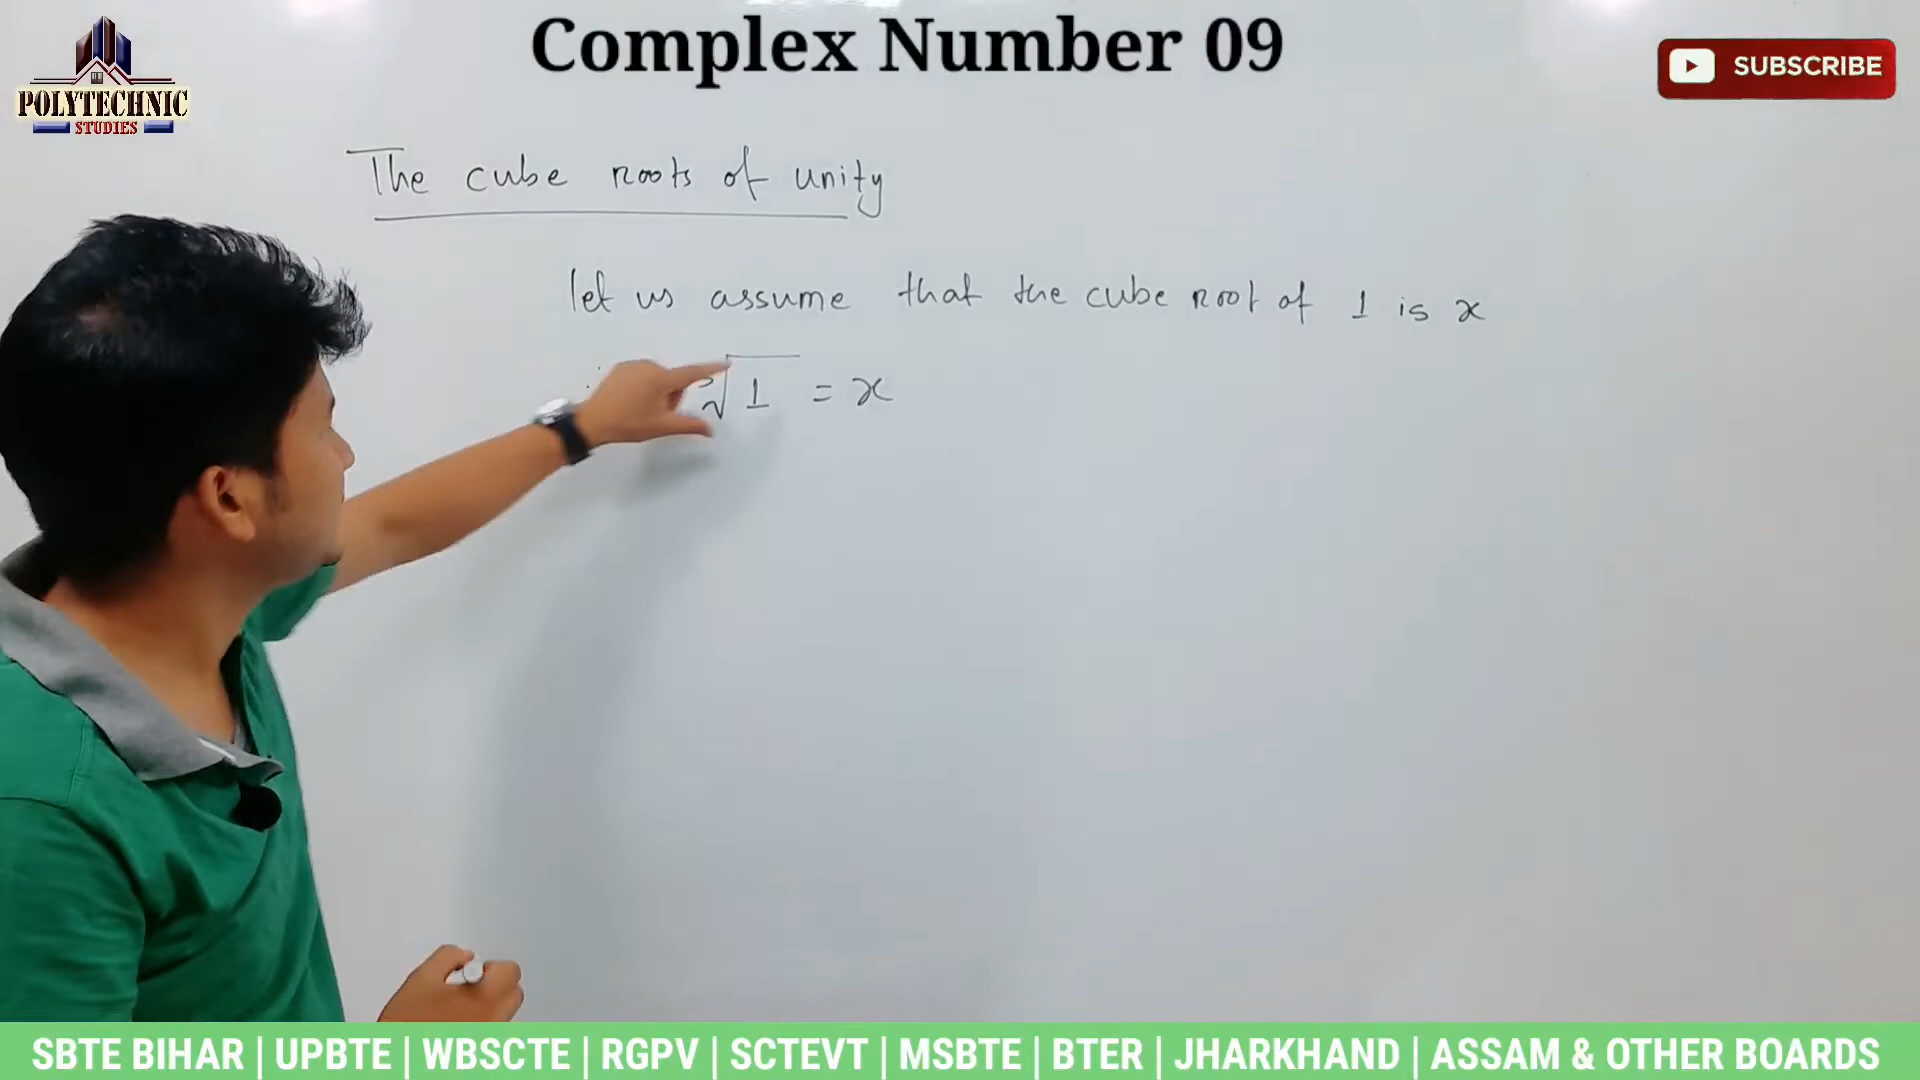 Complex Number 09
SUBSCRIBE
POLYTECHNIC
STUDIES
The cube roots of unity
let us assume that the cube root of 1 is x
∴ ∛1 = x
SBTE BIHAR | UPBTE | WBSCTE | RGPV | SCTEVT | MSBTE | BTER | JHARKHAND | ASSAM & OTHER BOARDS